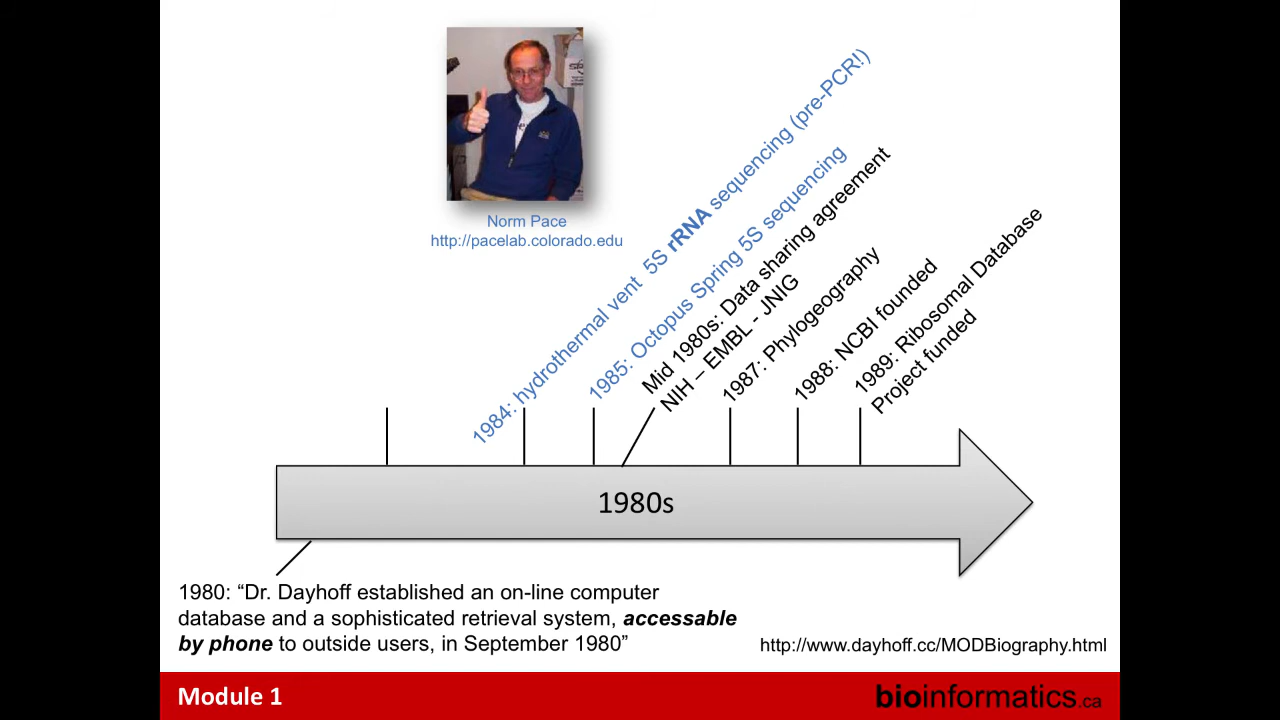 Norm Pace
http://pacelab.colorado.edu
1984: hydrothermal vent 5S rRNA sequencing (pre-PCR!)
1985: Octopus Spring 5S sequencing
Mid 1980s: Data sharing agreement
NIH – EMBL - JNIG
1987: Phylogeography
1988: NCBI founded
1989: Ribosomal Database
Project funded
1980s
1980: “Dr. Dayhoff established an on-line computer
database and a sophisticated retrieval system, accessable
by phone to outside users, in September 1980”
http://www.dayhoff.cc/MODBiography.html
Module 1
bioinformatics.ca